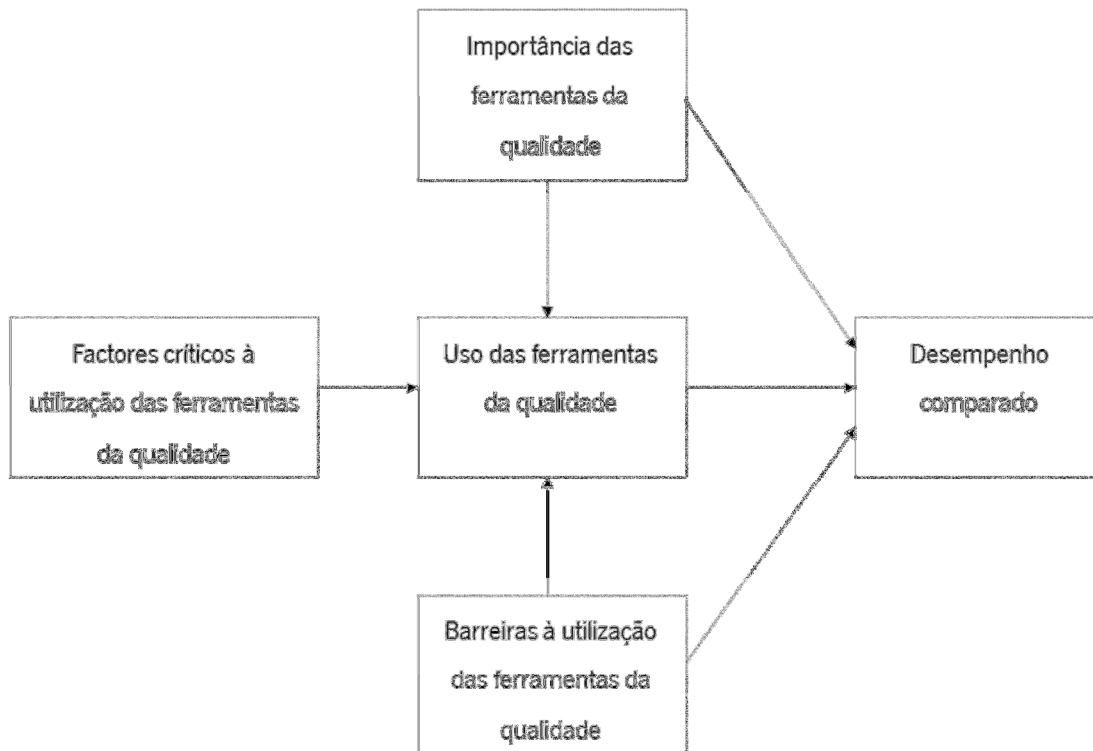 Importância das
ferramentas da
qualidade
Factores críticos à
utilização das ferramentas
da qualidade
Uso das ferramentas
da qualidade
Desempenho
comparado
Barreiras à utilização
das ferramentas da
qualidade